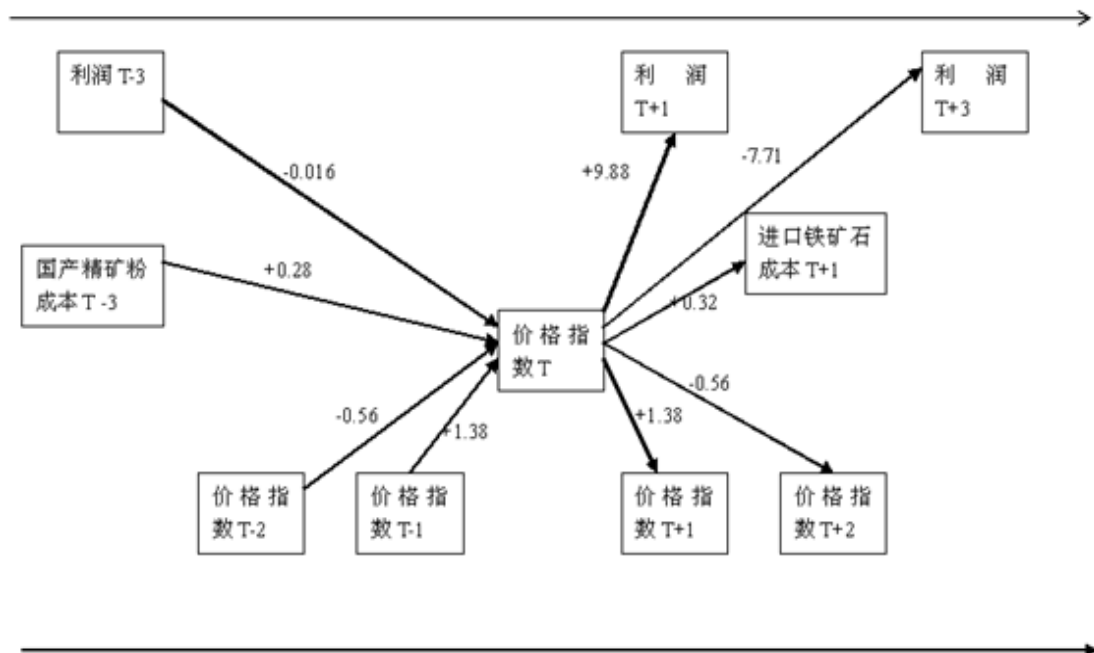 利润 T-3
利 润
T+1
利 润
T+3
-0.016
+9.88
-7.71
国产精矿粉
成本 T -3
+0.28
进口铁矿石
成本 T+1
+0.32
价 格 指
数 T
-0.56
+1.38
+1.38
-0.56
价 格 指
数 T-2
价 格 指
数 T-1
价 格 指
数 T+1
价 格 指
数 T+2